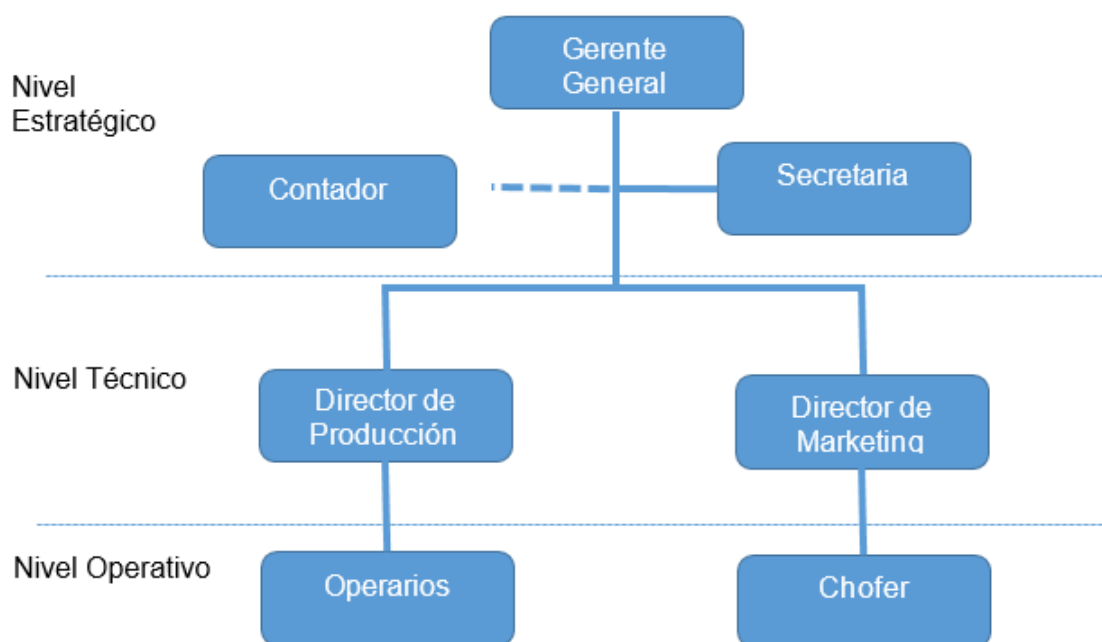 Gerente
General
Nivel
Estratégico
Contador
Secretaria
Nivel Técnico
Director de
Producción
Director de
Marketing
Nivel Operativo
Operarios
Chofer